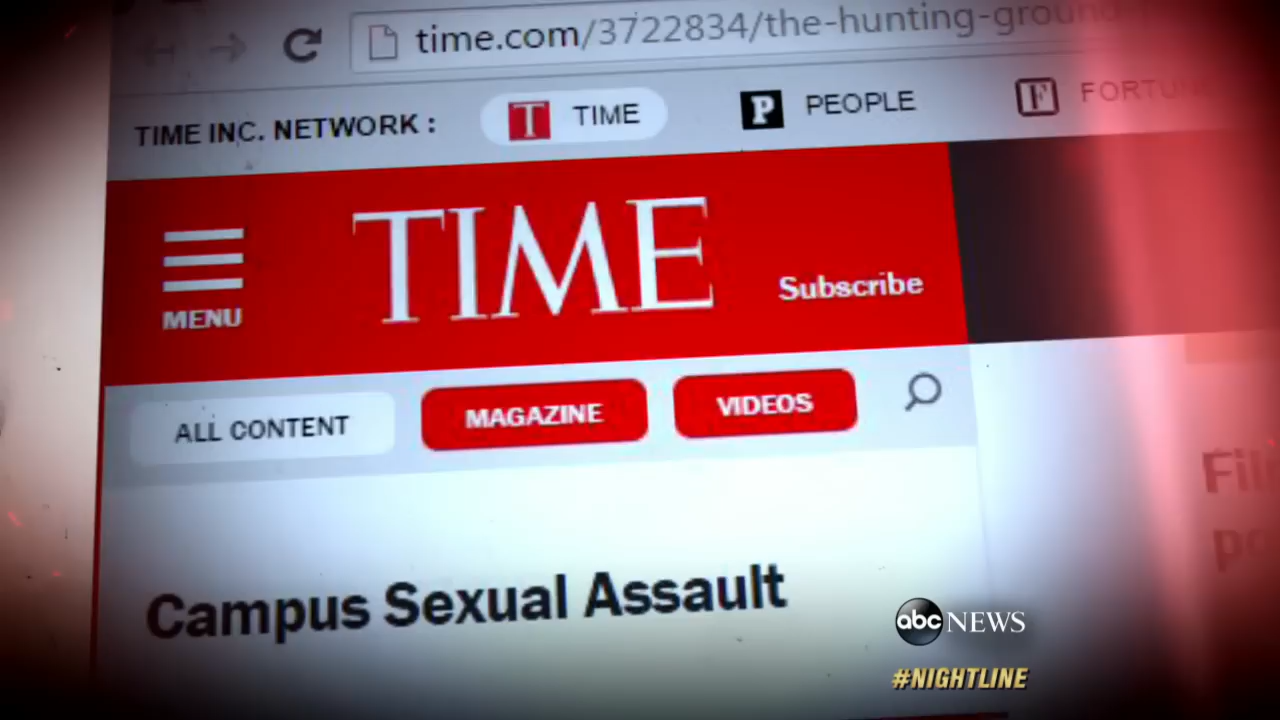 time.com/3722834/the-hunting-ground
TIME INC. NETWORK : T TIME P PEOPLE F FORTUNE
MENU TIME Subscribe
ALL CONTENT MAGAZINE VIDEOS
Campus Sexual Assault
abc NEWS
#NIGHTLINE